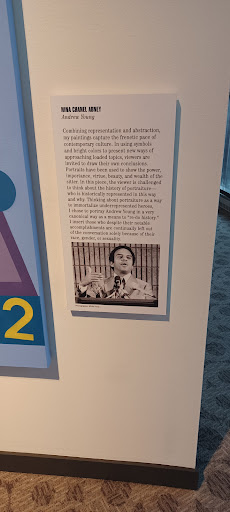 NINA CHANEL ABNEY
Andrew Young
Combining representation and abstraction,
my paintings capture the frenetic pace of
contemporary culture. In using symbols
and bright colors to present new ways of
approaching loaded topics, viewers are
invited to draw their own conclusions.
Portraits have been used to show the power,
importance, virtue, beauty, and wealth of the
sitter. In this piece, the viewer is challenged
to think about the history of portraiture—
who is historically represented in this way
and why. Thinking about portraiture as a way
to immortalize underrepresented heroes,
I chose to portray Andrew Young in a very
canonical way as a means to "re-do history".
I insert those who despite their notable
accomplishments are continually left out
of the conversation solely because of their
race, gender, or sexuality.
2